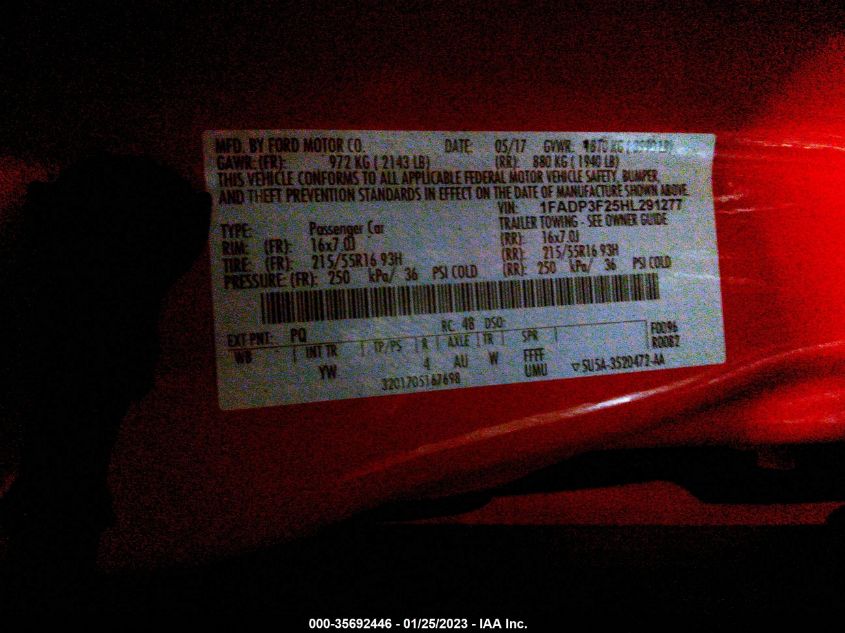 MFD. BY FORD MOTOR CO. DATE: 05/17 GVWR: 1670 KG
GAWR: (FR): 972 KG ( 2143 LB) (RR): 880 KG ( 1940 LB)
THIS VEHICLE CONFORMS TO ALL APPLICABLE FEDERAL MOTOR VEHICLE SAFETY, BUMPER,
AND THEFT PREVENTION STANDARDS IN EFFECT ON THE DATE OF MANUFACTURE SHOWN ABOVE.
VIN: 1FADP3F25HL291277
TYPE: Passenger Car TRAILER TOWING - SEE OWNER GUIDE
RIM: (FR): 16x7.0J (RR): 16x7.0J
TIRE: (FR): 215/55R16 93H (RR): 215/55R16 93H
PRESSURE: (FR): 250 kPa/ 36 PSI COLD (RR): 250 kPa/ 36 PSI COLD
EXT PNT: PQ RC: 48 DSO: F0096
WB INT TR TP/PS R AXLE TR SPR R0082
YW 4 AU W FFFF
UMU
3201705167698 ▽5U5A-3520472-AA
000-35692446 - 01/25/2023 - IAA Inc.